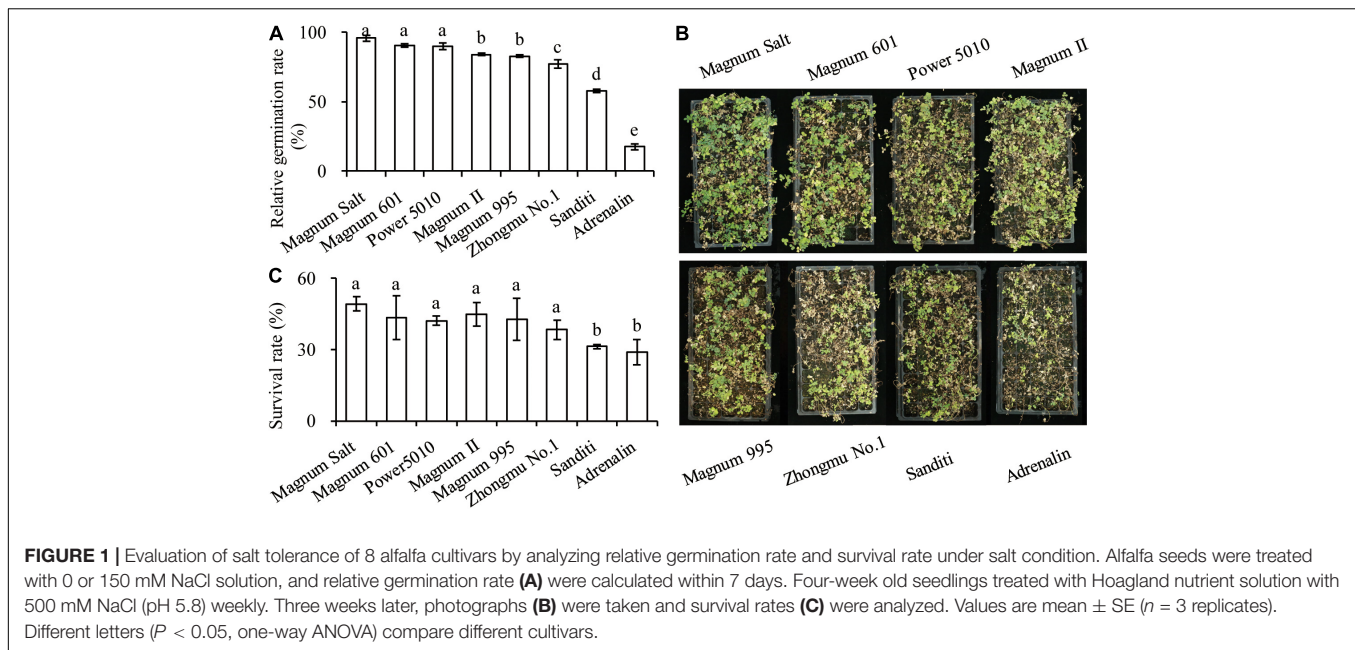 A
B
Relative germination rate
(%)
100
50
0
a
a
a
b
b
c
d
e
Magnum Salt
Magnum 601
Power 5010
Magnum II
Magnum 995
Zhongmu No.1
Sanditi
Adrenalin
Magnum Salt
Magnum 601
Power 5010
Magnum II
C
Survival rate (%)
60
30
0
a
a
a
a
a
a
b
b
Magnum Salt
Magnum 601
Power5010
Magnum II
Magnum 995
Zhongmu No.1
Sanditi
Adrenalin
Magnum 995
Zhongmu No.1
Sanditi
Adrenalin
FIGURE 1 | Evaluation of salt tolerance of 8 alfalfa cultivars by analyzing relative germination rate and survival rate under salt condition. Alfalfa seeds were treated
with 0 or 150 mM NaCl solution, and relative germination rate (A) were calculated within 7 days. Four-week old seedlings treated with Hoagland nutrient solution with
500 mM NaCl (pH 5.8) weekly. Three weeks later, photographs (B) were taken and survival rates (C) were analyzed. Values are mean ± SE (n = 3 replicates).
Different letters (P < 0.05, one-way ANOVA) compare different cultivars.